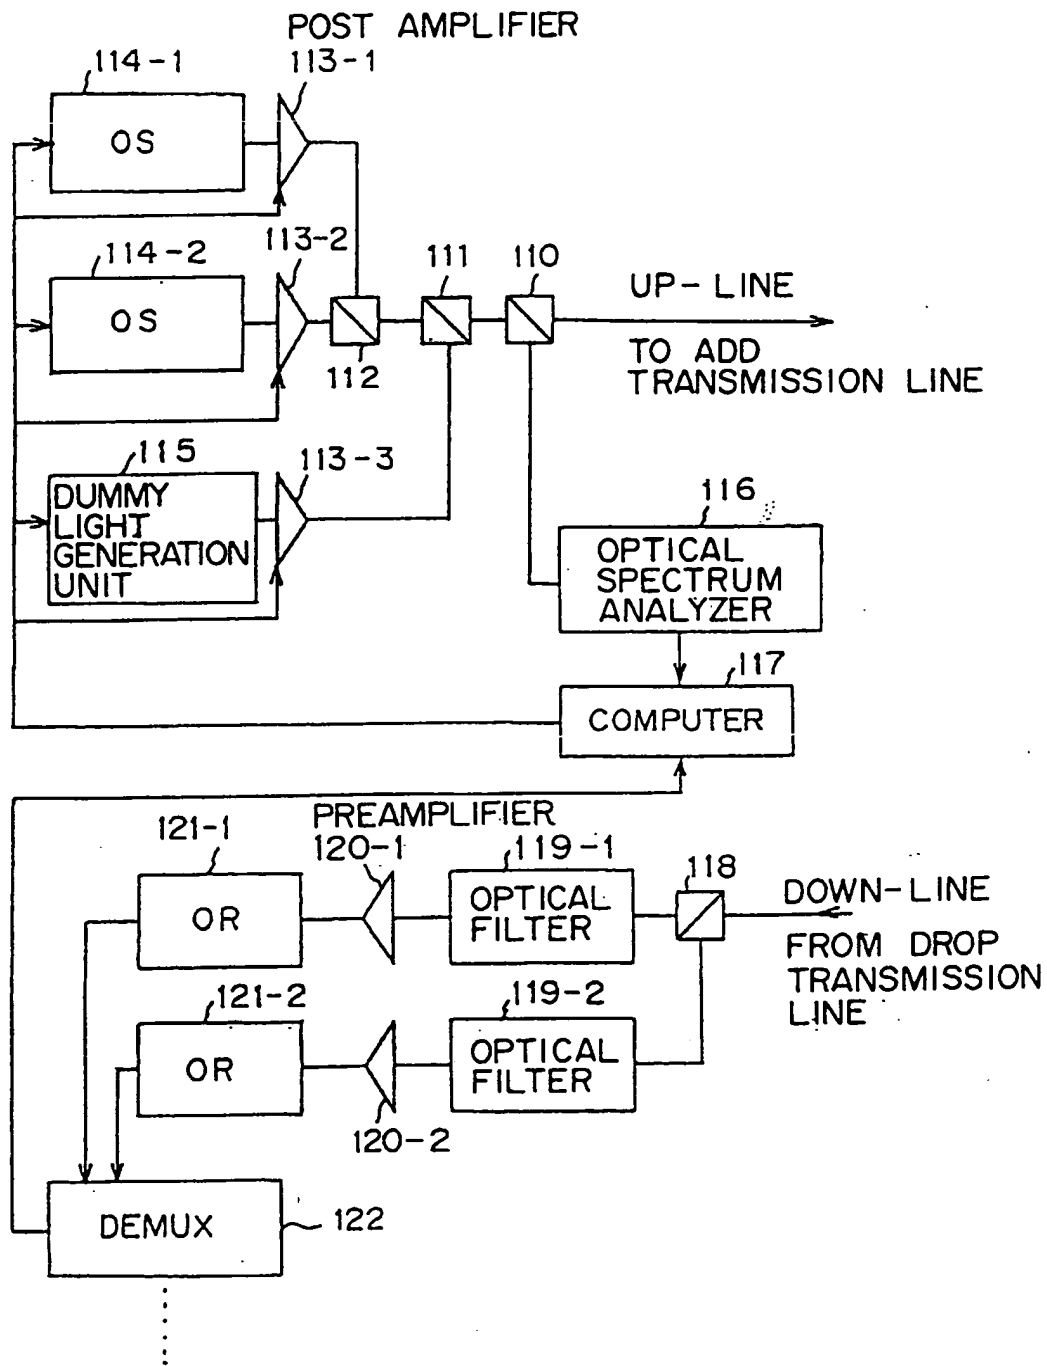 POST AMPLIFIER
114-1
113-1
OS
114-2
113-2
OS
111
110
UP-LINE
112
TO ADD
TRANSMISSION LINE
115
113-3
DUMMY
LIGHT
GENERATION
UNIT
116
OPTICAL
SPECTRUM
ANALYZER
117
COMPUTER
PREAMPLIFIER
121-1
120-1
119-1
118
OR
OPTICAL
FILTER
DOWN-LINE
FROM DROP
TRANSMISSION
LINE
121-2
119-2
OR
OPTICAL
FILTER
120-2
DEMUX
122